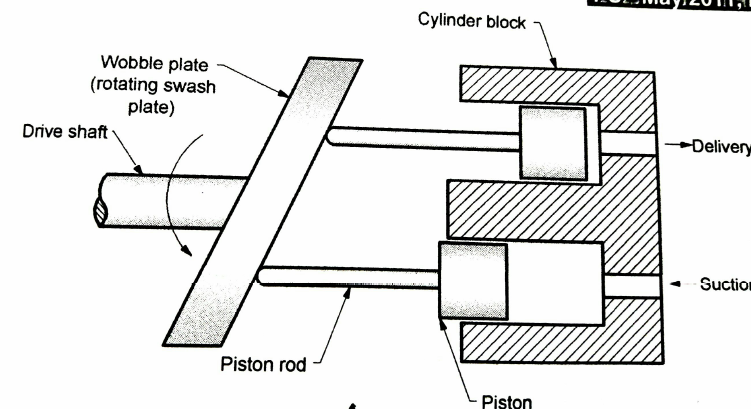 Cylinder block
Wobble plate
(rotating swash
plate)
Drive shaft
Delivery
Suction
Piston rod
Piston